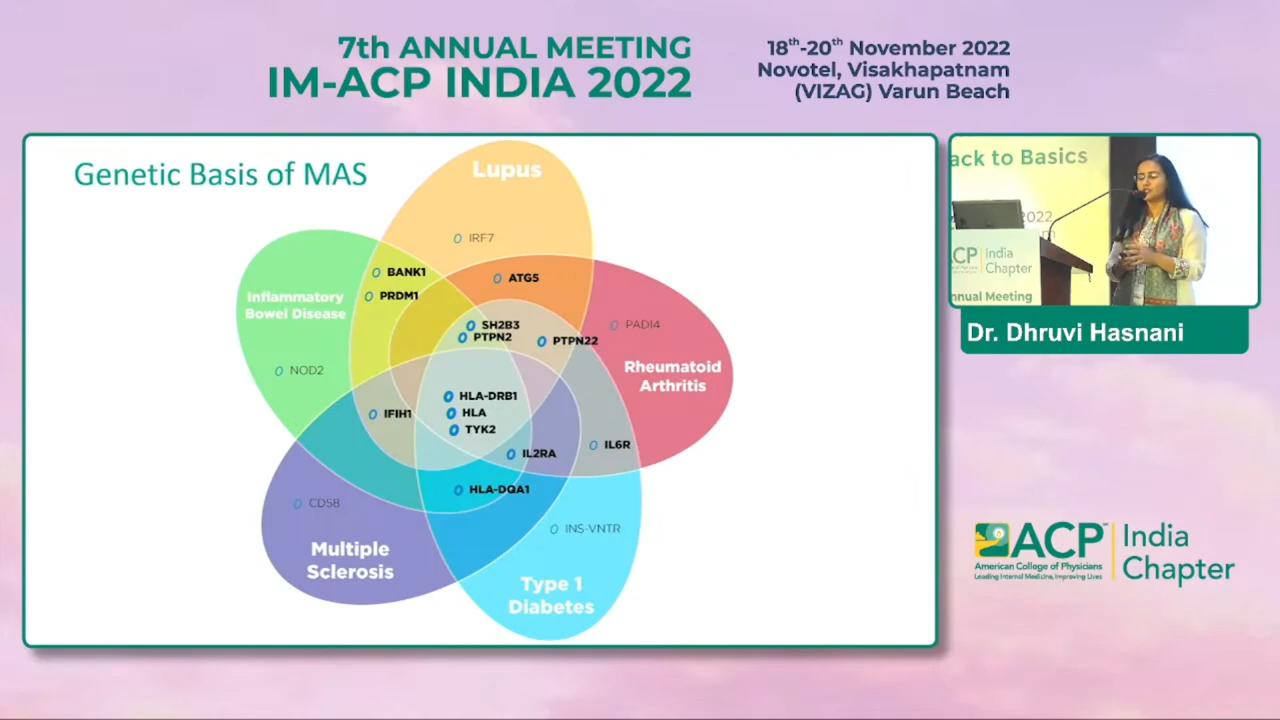 7th ANNUAL MEETING
IM-ACP INDIA 2022
18th-20th November 2022
Novotel, Visakhapatnam
(VIZAG) Varun Beach
Genetic Basis of MAS
Lupus
IRF7
BANK1
ATG5
PRDM1
Inflammatory
Bowel Disease
SH2B3
PTPN2
PTPN22
PADI4
NOD2
Rheumatoid
Arthritis
HLA-DRB1
HLA
TYK2
IFIH1
IL2RA
IL6R
HLA-DQA1
CD58
INS-VNTR
Multiple
Sclerosis
Type 1
Diabetes
ack to Basics
2022
CP India
Chapter
nnual Meeting
Dr. Dhruvi Hasnani
ACP India
Chapter
American College of Physicians
Leading Internal Medicine, Improving Lives